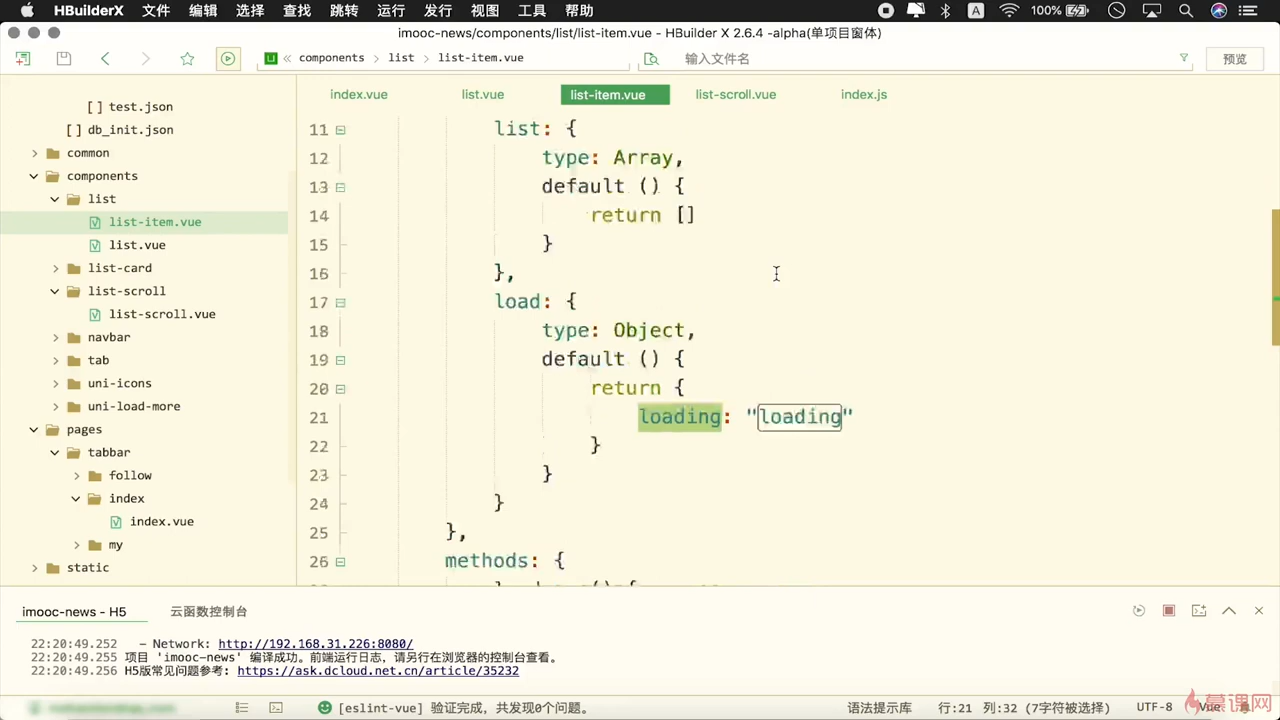 HBuilderX 文件 编辑 选择 查找 跳转 运行 发行 视图 工具 帮助 A 100%
imooc-news/components/list/list-item.vue - HBuilder X 2.6.4 -alpha(单项目窗体)
components list list-item.vue 输入文件名 预览
index.vue list.vue list-item.vue list-scroll.vue index.js
[ ] test.json
[ ] db_init.json
common
components
list
list-item.vue
list.vue
list-card
list-scroll
list-scroll.vue
navbar
tab
uni-icons
uni-load-more
pages
tabbar
follow
index
index.vue
my
static
11 list: {
12 type: Array,
13 default () {
14 return []
15 }
16 },
17 load: {
18 type: Object,
19 default () {
20 return {
21 loading: "loading"
22 }
23 }
24 }
25 },
26 methods: {
imooc-news - H5 云函数控制台
22:20:49.252 - Network: http://192.168.31.226:8080/
22:20:49.255 项目 'imooc-news' 编译成功。前端运行日志，请另行在浏览器的控制台查看。
22:20:49.256 H5版常见问题参考: https://ask.dcloud.net.cn/article/35232
[eslint-vue] 验证完成，共发现0个问题。 语法提示库 行:21 列:32 (7字符被选择) UTF-8 Vue
慕课网